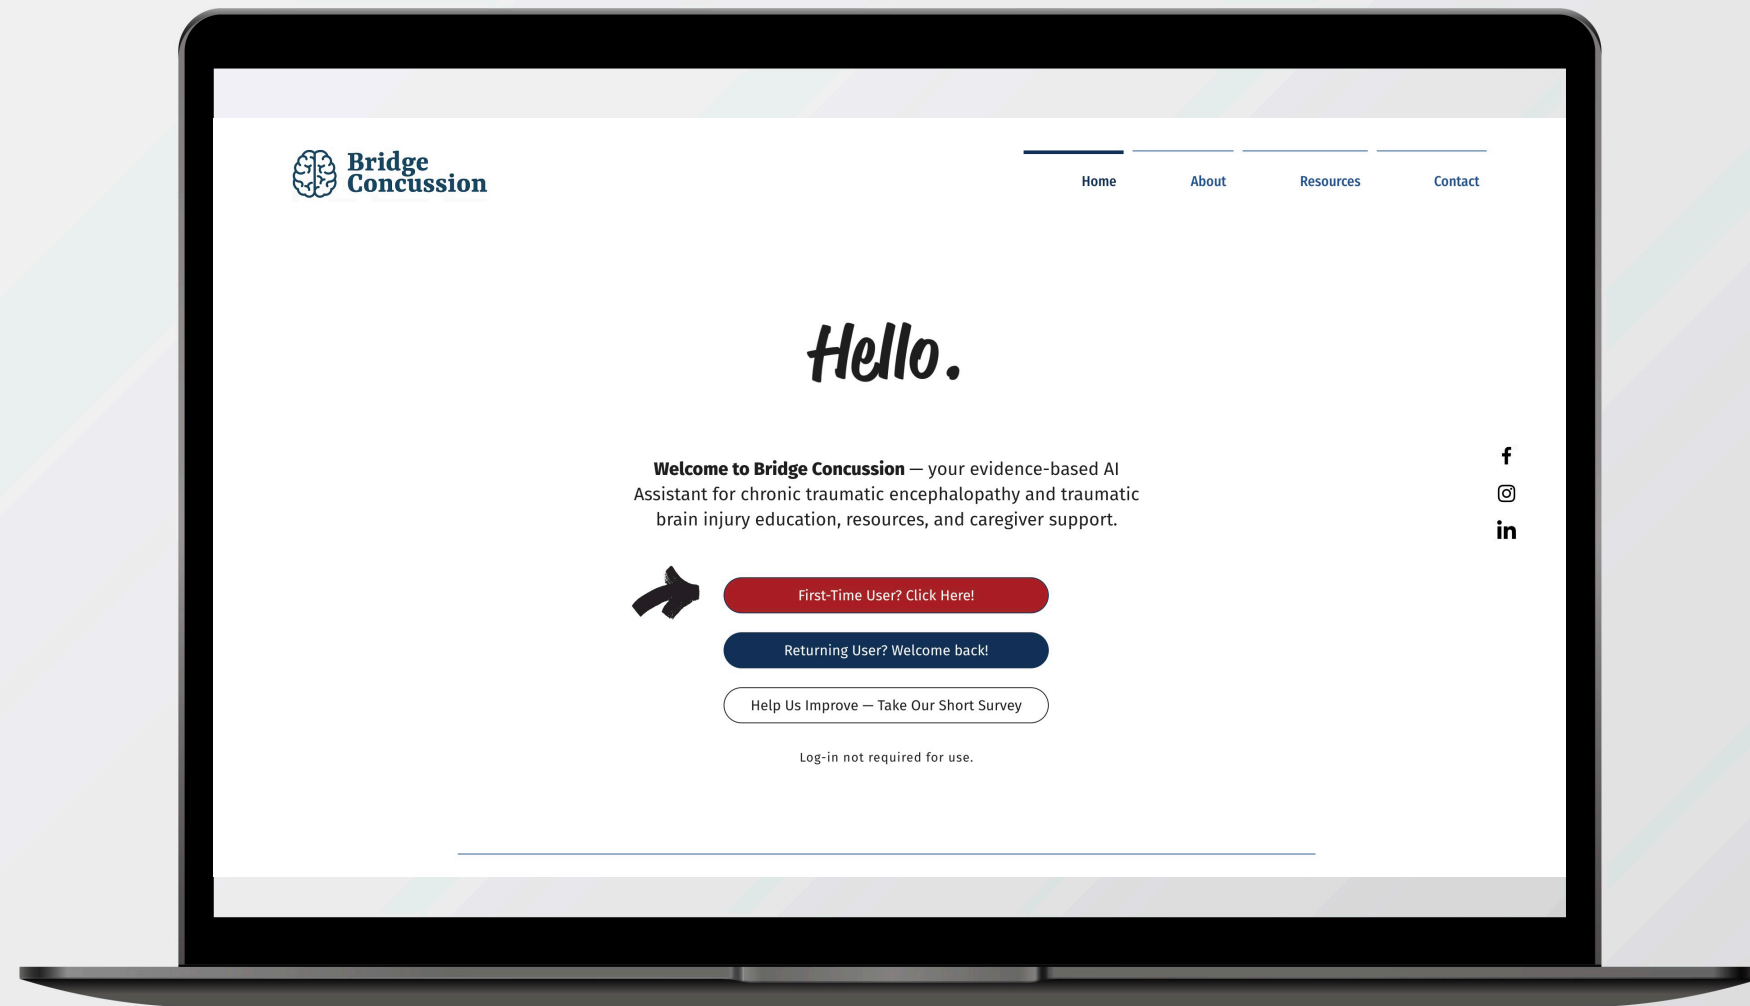 Bridge
Concussion
Home About Resources Contact
Hello.
Welcome to Bridge Concussion — your evidence-based AI
Assistant for chronic traumatic encephalopathy and traumatic
brain injury education, resources, and caregiver support.
First-Time User? Click Here!
Returning User? Welcome back!
Help Us Improve — Take Our Short Survey
Log-in not required for use.